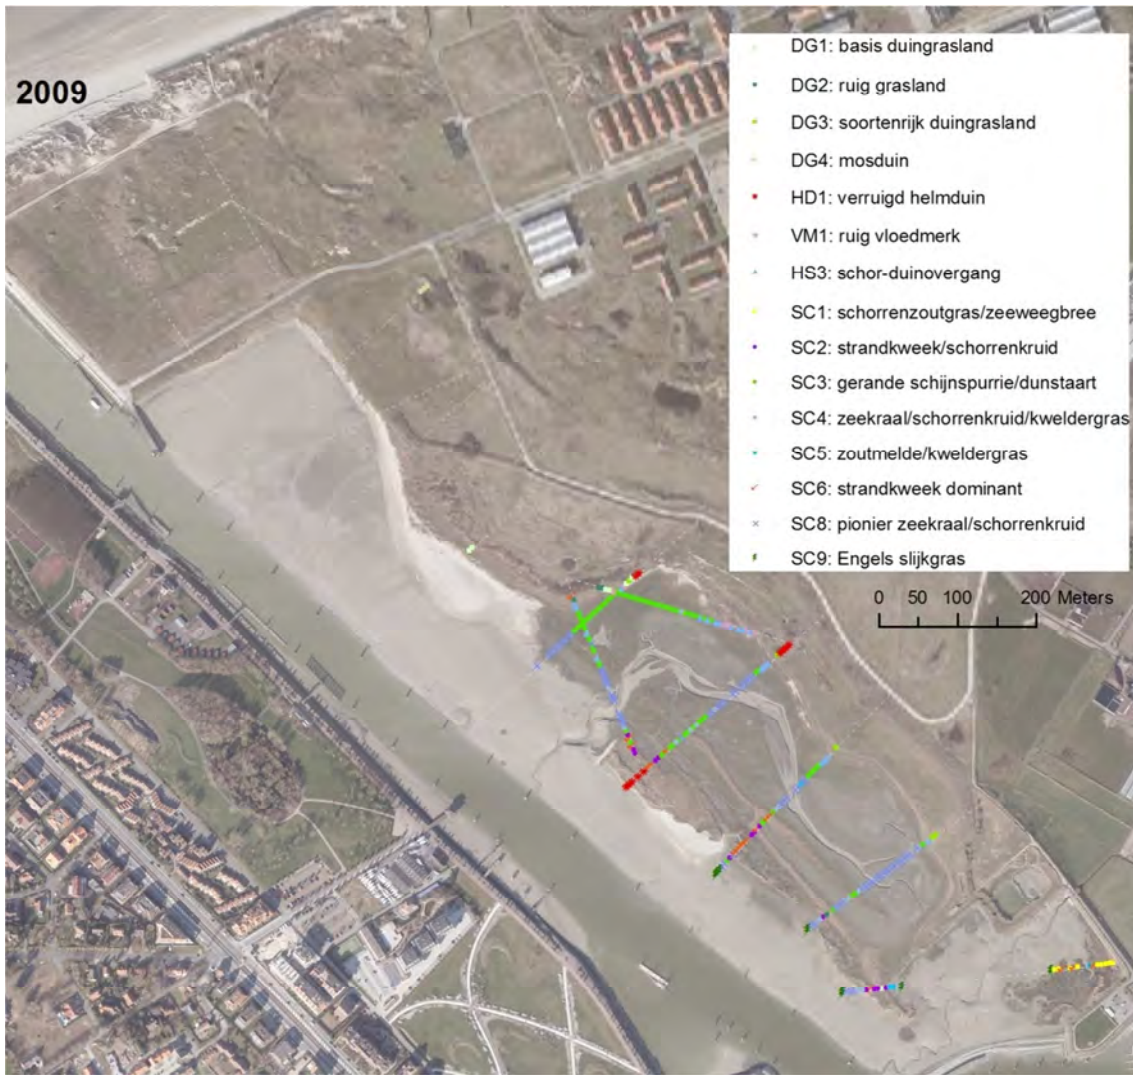 2009
DG1: basis duingrasland
DG2: ruig grasland
DG3: soortenrijk duingrasland
DG4: mosduin
HD1: verruigd helmduin
VM1: ruig vloedmerk
HS3: schor-duinovergang
SC1: schorrenzoutgras/zeeweegbree
SC2: strandkweek/schorrenkruid
SC3: gerande schijnspurrie/dunstaart
SC4: zeekraal/schorrenkruid/kweldergras
SC5: zoutmelde/kweldergras
SC6: strandkweek dominant
SC8: pionier zeekraal/schorrenkruid
SC9: Engels slijkgras
0 50 100 200 Meters